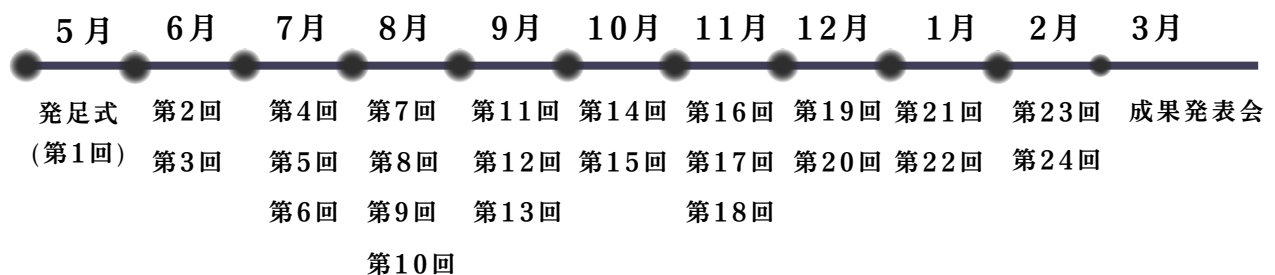 5月 6月 7月 8月 9月 10月 11月 12月 1月 2月 3月
発足式 第2回 第4回 第7回 第11回 第14回 第16回 第19回 第21回 第23回 成果発表会
(第1回) 第3回 第5回 第8回 第12回 第15回 第17回 第20回 第22回 第24回
第6回 第9回 第13回 第18回
第10回